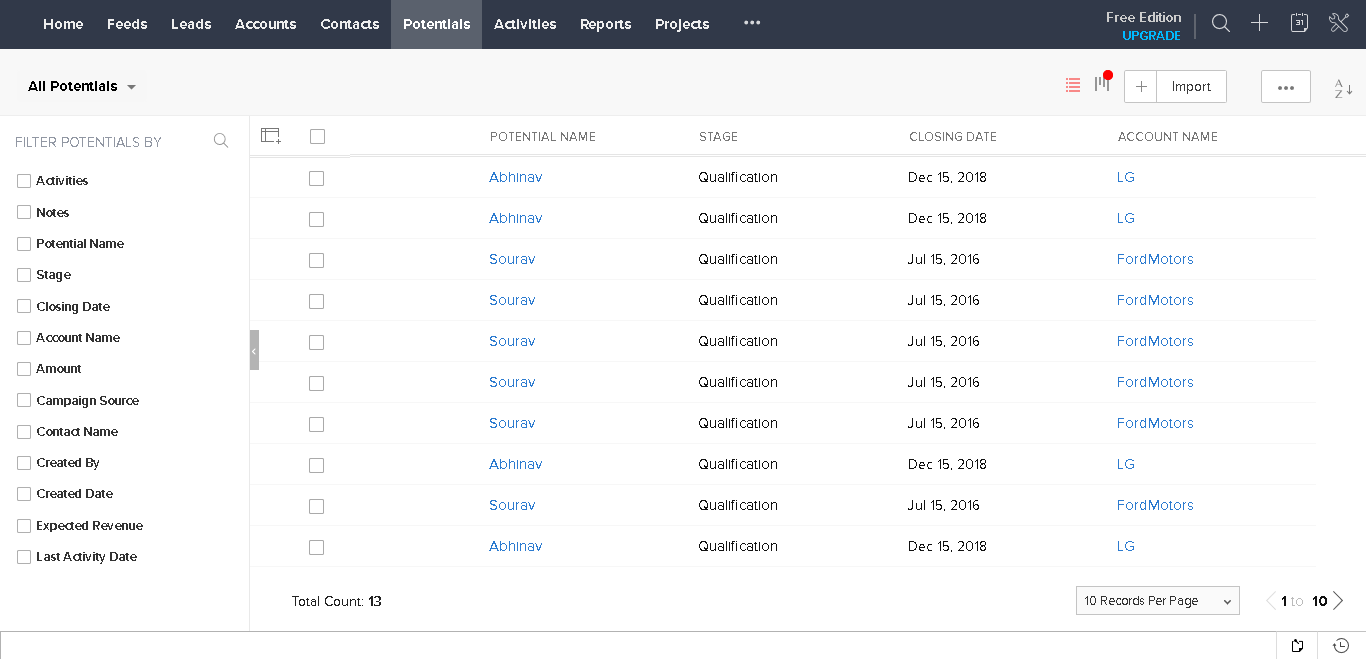 Home Feeds Leads Accounts Contacts Potentials Activities Reports Projects ••• Free Edition
UPGRADE
31
All Potentials
Import •••
A
Z
FILTER POTENTIALS BY
Activities
Notes
Potential Name
Stage
Closing Date
Account Name
Amount
Campaign Source
Contact Name
Created By
Created Date
Expected Revenue
Last Activity Date
POTENTIAL NAME STAGE CLOSING DATE ACCOUNT NAME
Abhinav Qualification Dec 15, 2018 LG
Abhinav Qualification Dec 15, 2018 LG
Sourav Qualification Jul 15, 2016 FordMotors
Sourav Qualification Jul 15, 2016 FordMotors
Sourav Qualification Jul 15, 2016 FordMotors
Sourav Qualification Jul 15, 2016 FordMotors
Sourav Qualification Jul 15, 2016 FordMotors
Abhinav Qualification Dec 15, 2018 LG
Sourav Qualification Jul 15, 2016 FordMotors
Abhinav Qualification Dec 15, 2018 LG
Total Count: 13 10 Records Per Page 1 to 10